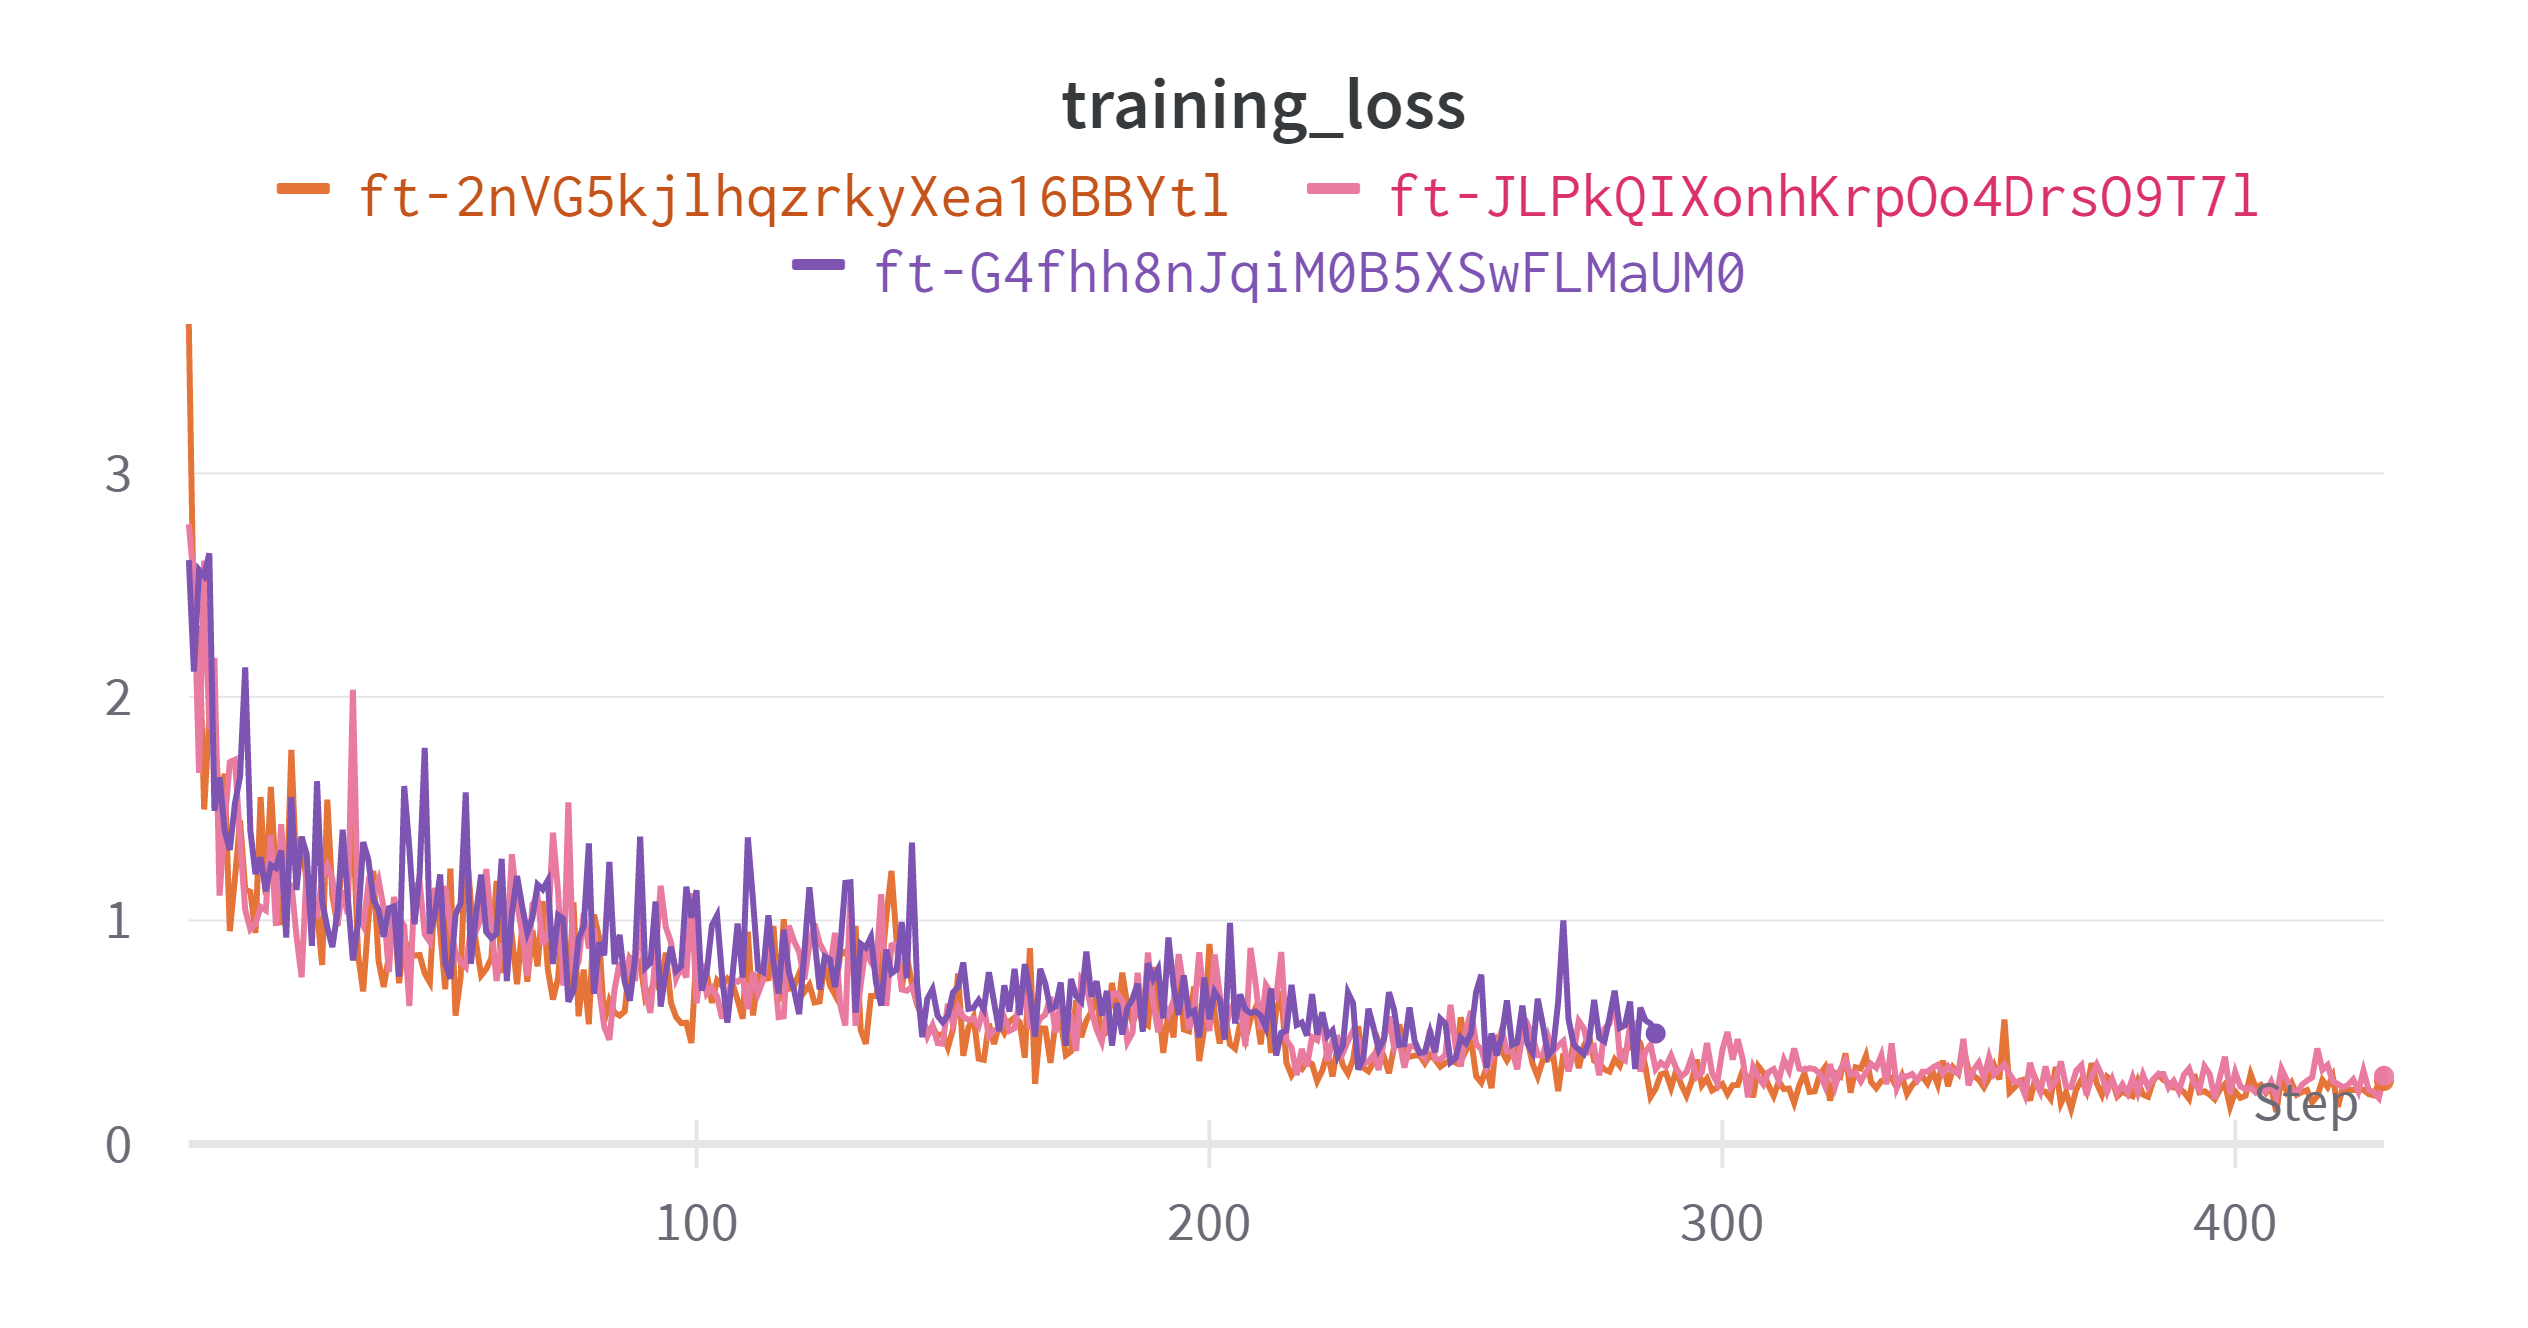 training_loss
ft-2nVG5kjlhqzrkyXea16BBYtl ft-JLPkQIXonhKrpOo4DrsO9T7l
ft-G4fhh8nJqiM0B5XSwFLMaUM0
3
2
1
0
Step
100 200 300 400